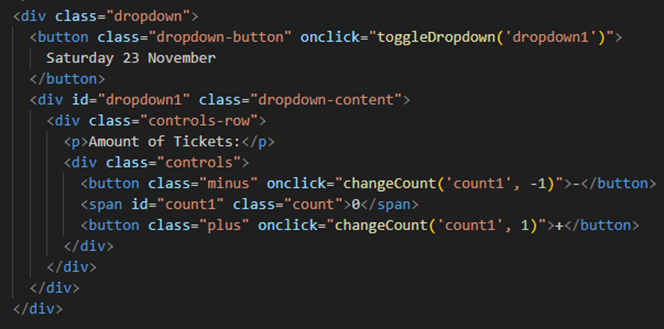 <div class="dropdown">
<button class="dropdown-button" onclick="toggleDropdown('dropdown1')">
Saturday 23 November
</button>
<div id="dropdown1" class="dropdown-content">
<div class="controls-row">
<p>Amount of Tickets:</p>
<div class="controls">
<button class="minus" onclick="changeCount('count1', -1)">-</button>
<span id="count1" class="count">0</span>
<button class="plus" onclick="changeCount('count1', 1)">+</button>
</div>
</div>
</div>
</div>